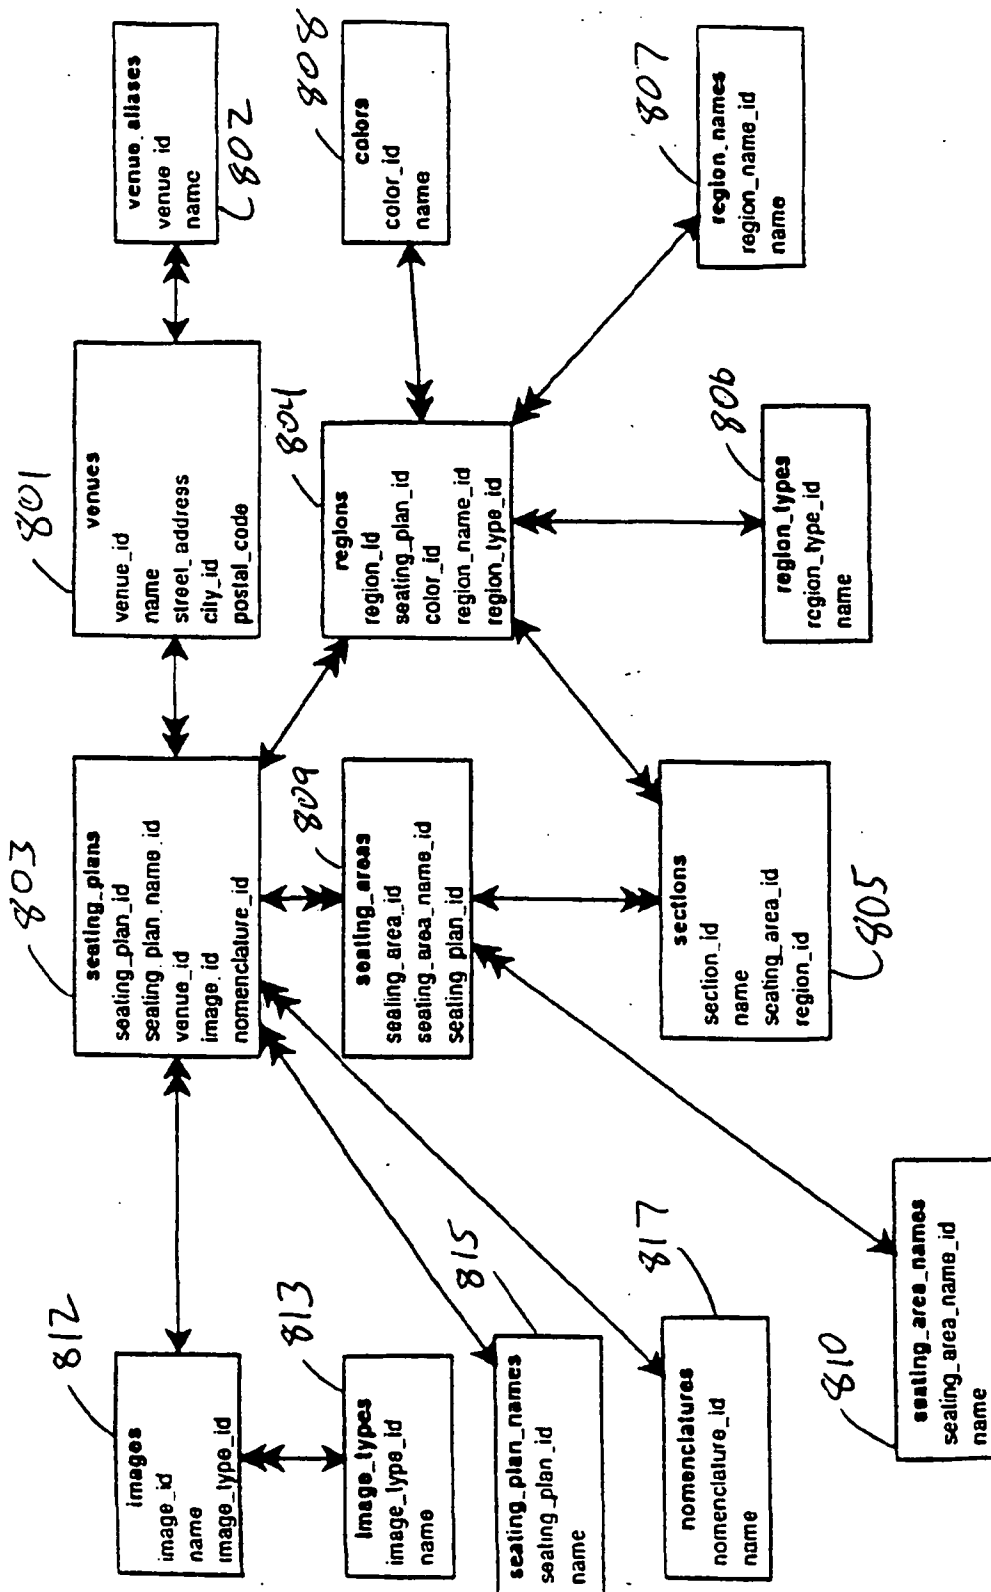 812
images
image_id
name
image_type_id
803
seating_plans
seating_plan_id
seating_plan_name_id
venue_id
image_id
nomenclature_id
801
venues
venue_id
name
street_address
city_id
postal_code
venue_aliases
venue_id
name
802
813
image_types
image_type_id
name
809
seating_areas
seating_area_id
seating_area_name_id
seating_plan_id
804
regions
region_id
seating_plan_id
color_id
region_name_id
region_type_id
808
colors
color_id
name
815
seating_plan_names
seating_plan_id
name
817
nomenclatures
nomenclature_id
name
sections
section_id
name
seating_area_id
region_id
805
806
region_types
region_type_id
name
807
region_names
region_name_id
name
810
seating_area_names
seating_area_name_id
name